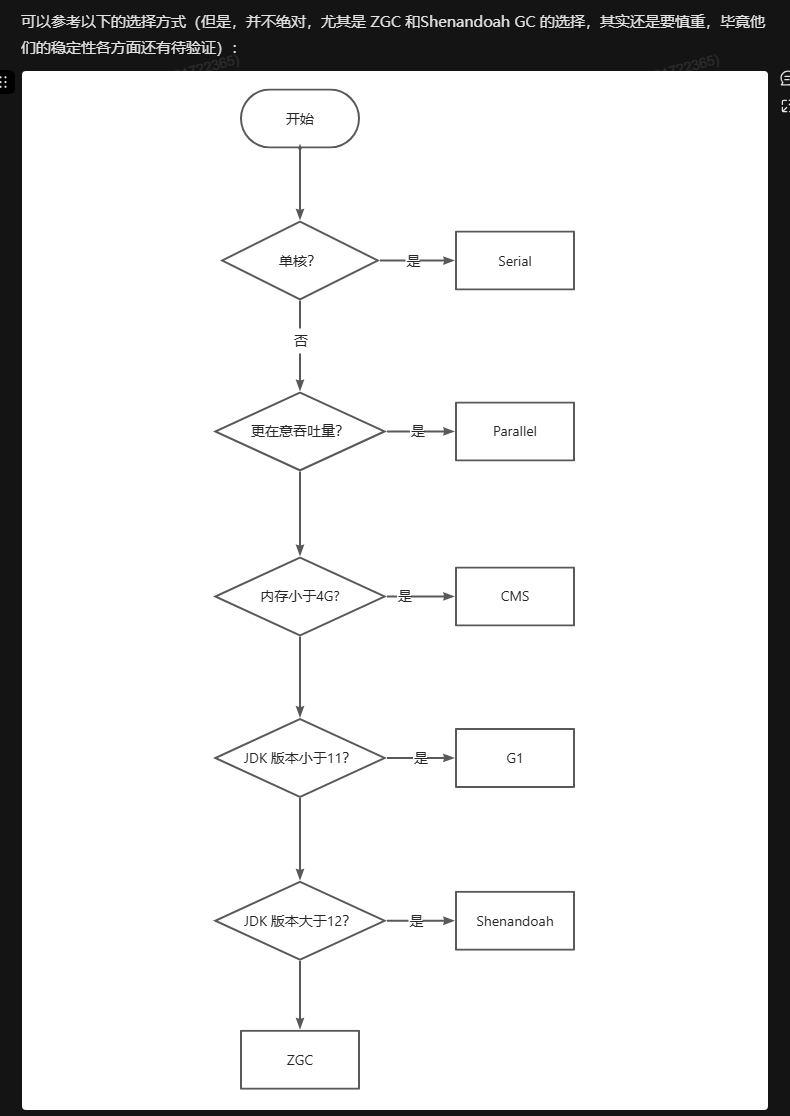 可以参考以下的选择方式（但是，并不绝对，尤其是 ZGC 和Shenandoah GC 的选择，其实还是要慎重，毕竟他
们的稳定性各方面还有待验证）:
开始
单核?
是
Serial
否
更在意吞吐量?
是
Parallel
内存小于4G?
是
CMS
JDK 版本小于11?
是
G1
JDK 版本大于12?
是
Shenandoah
ZGC